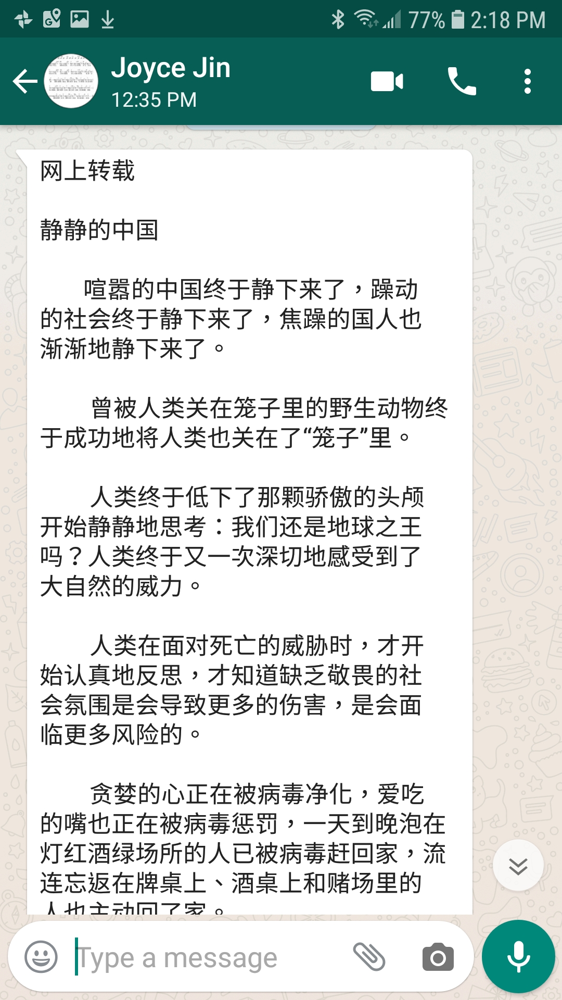 77% 2:18 PM
Joyce Jin
12:35 PM
网上转载
静静的中国
喧嚣的中国终于静下来了，躁动
的社会终于静下来了，焦躁的国人也
渐渐地静下来了。
曾被人类关在笼子里的野生动物终
于成功地将人类也关在了“笼子”里。
人类终于低下了那颗骄傲的头颅
开始静静地思考：我们还是地球之王
吗？人类终于又一次深切地感受到了
大自然的威力。
人类在面对死亡的威胁时，才开
始认真地反思，才知道缺乏敬畏的社
会氛围是会导致更多的伤害，是会面
临更多风险的。
贪婪的心正在被病毒净化，爱吃
的嘴也正在被病毒惩罚，一天到晚泡在
灯红酒绿场所的人已被病毒赶回家，流
连忘返在牌桌上、酒桌上和赌场里的
人也主动回了家。
Type a message